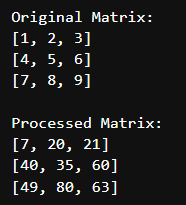 Original Matrix:
[1, 2, 3]
[4, 5, 6]
[7, 8, 9]
Processed Matrix:
[7, 20, 21]
[40, 35, 60]
[49, 80, 63]